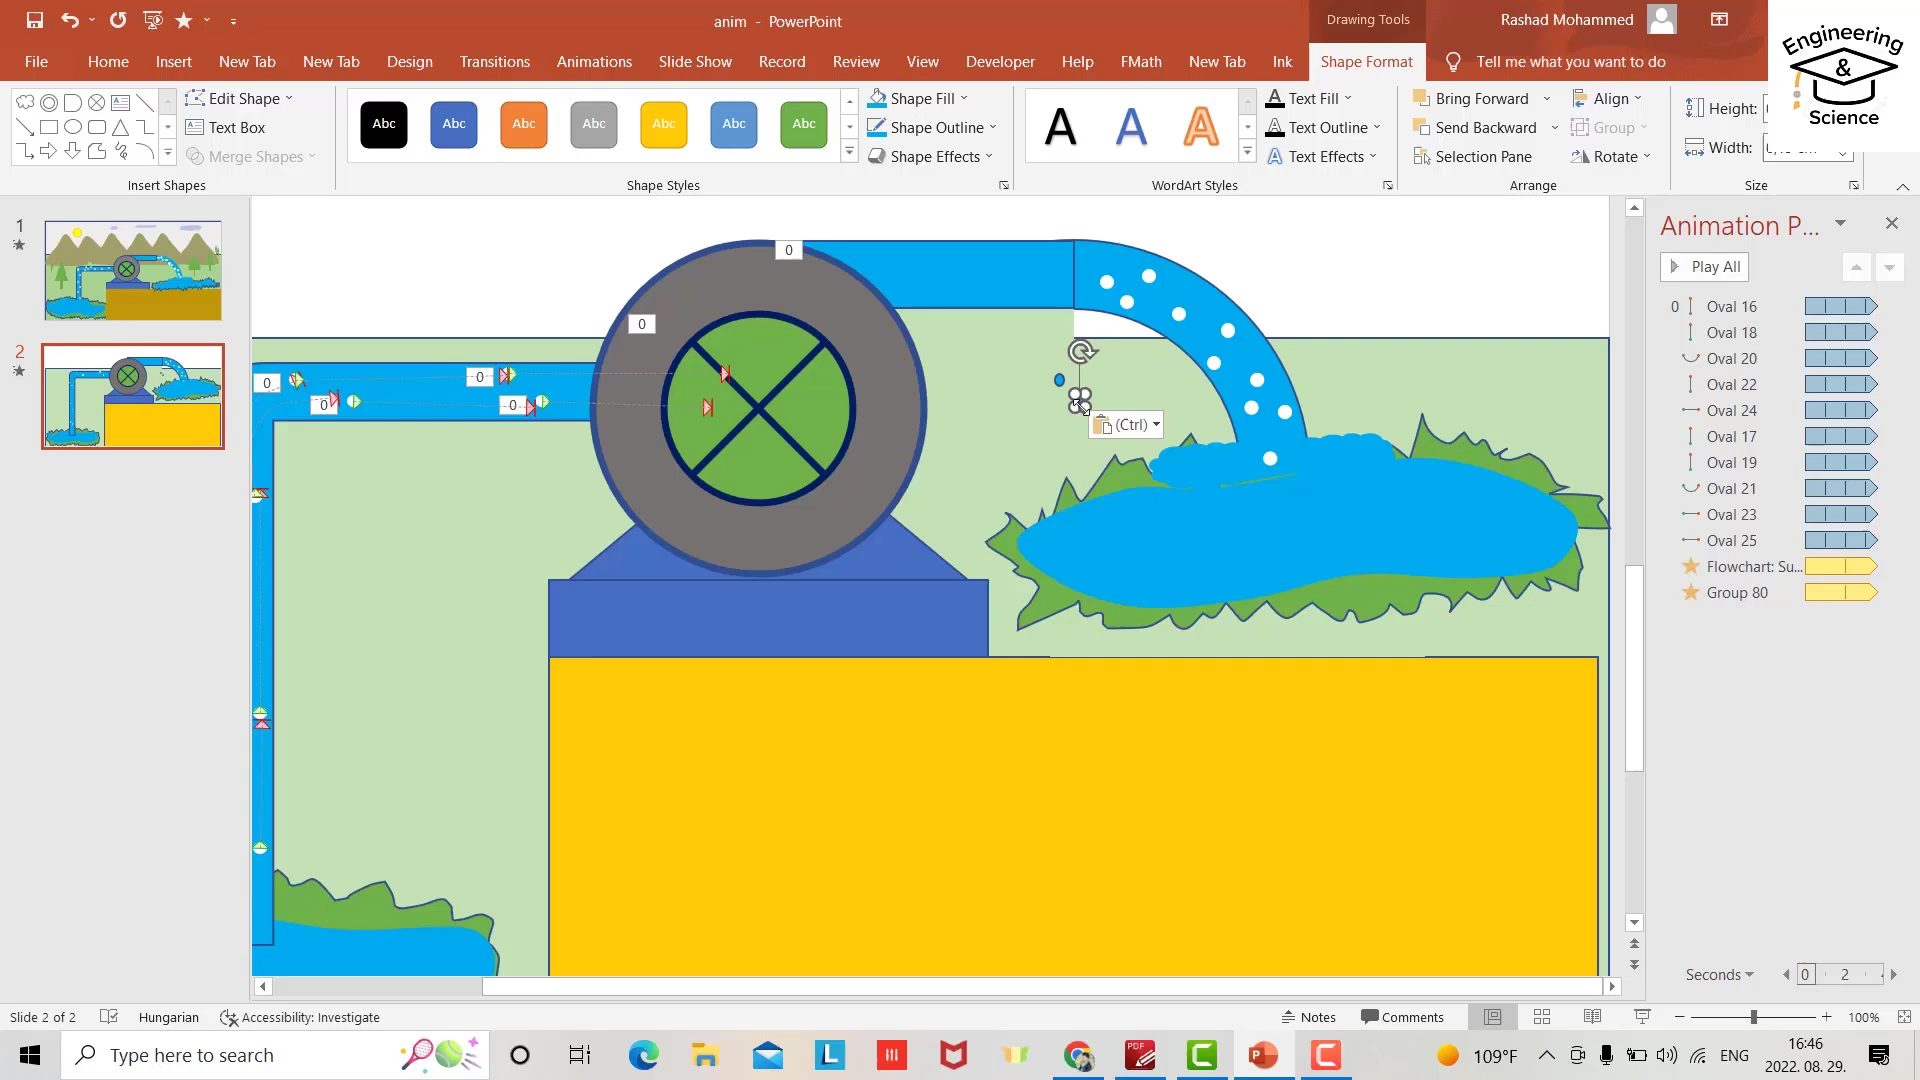 anim - PowerPoint
Drawing Tools
Rashad Mohammed
Engineering
&
Science
File
Home
Insert
New Tab
New Tab
Design
Transitions
Animations
Slide Show
Record
Review
View
Developer
Help
FMath
New Tab
Ink
Shape Format
Tell me what you want to do
Edit Shape
Text Box
Merge Shapes
Insert Shapes
Abc
Abc
Abc
Abc
Abc
Abc
Abc
Shape Fill
Shape Outline
Shape Effects
Shape Styles
A
A
A
Text Fill
Text Outline
Text Effects
WordArt Styles
Bring Forward
Send Backward
Selection Pane
Align
Group
Rotate
Arrange
Height:
Width:
Size
1
2
0
0
0
0
0
0
(Ctrl)
Animation P...
Play All
0 Oval 16
Oval 18
Oval 20
Oval 22
Oval 24
Oval 17
Oval 19
Oval 21
Oval 23
Oval 25
Flowchart: Su...
Group 80
Seconds
0
2
Slide 2 of 2
Hungarian
Accessibility: Investigate
Notes
Comments
100%
Type here to search
109°F
ENG
16:46
2022. 08. 29.